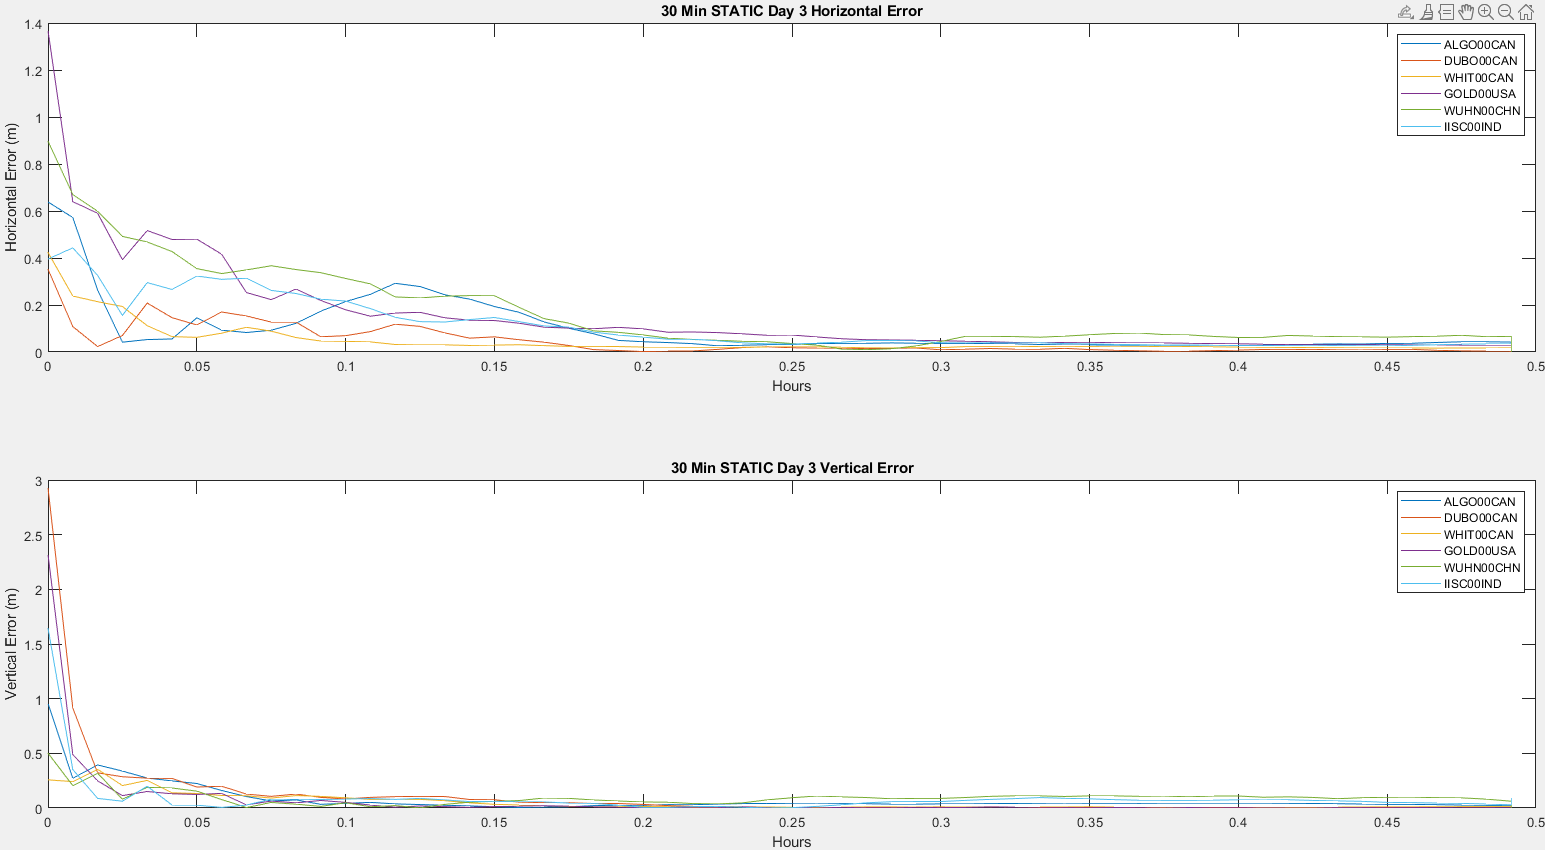 30 Min STATIC Day 3 Horizontal Error
1.4
1.2
1
0.8
0.6
0.4
0.2
0
Horizontal Error (m)
ALGO00CAN
DUBO00CAN
WHIT00CAN
GOLD00USA
WUHN00CHN
IISC00IND
0 0.05 0.1 0.15 0.2 0.25 0.3 0.35 0.4 0.45 0.5
Hours
30 Min STATIC Day 3 Vertical Error
3
2.5
2
1.5
1
0.5
0
Vertical Error (m)
ALGO00CAN
DUBO00CAN
WHIT00CAN
GOLD00USA
WUHN00CHN
IISC00IND
0 0.05 0.1 0.15 0.2 0.25 0.3 0.35 0.4 0.45 0.5
Hours